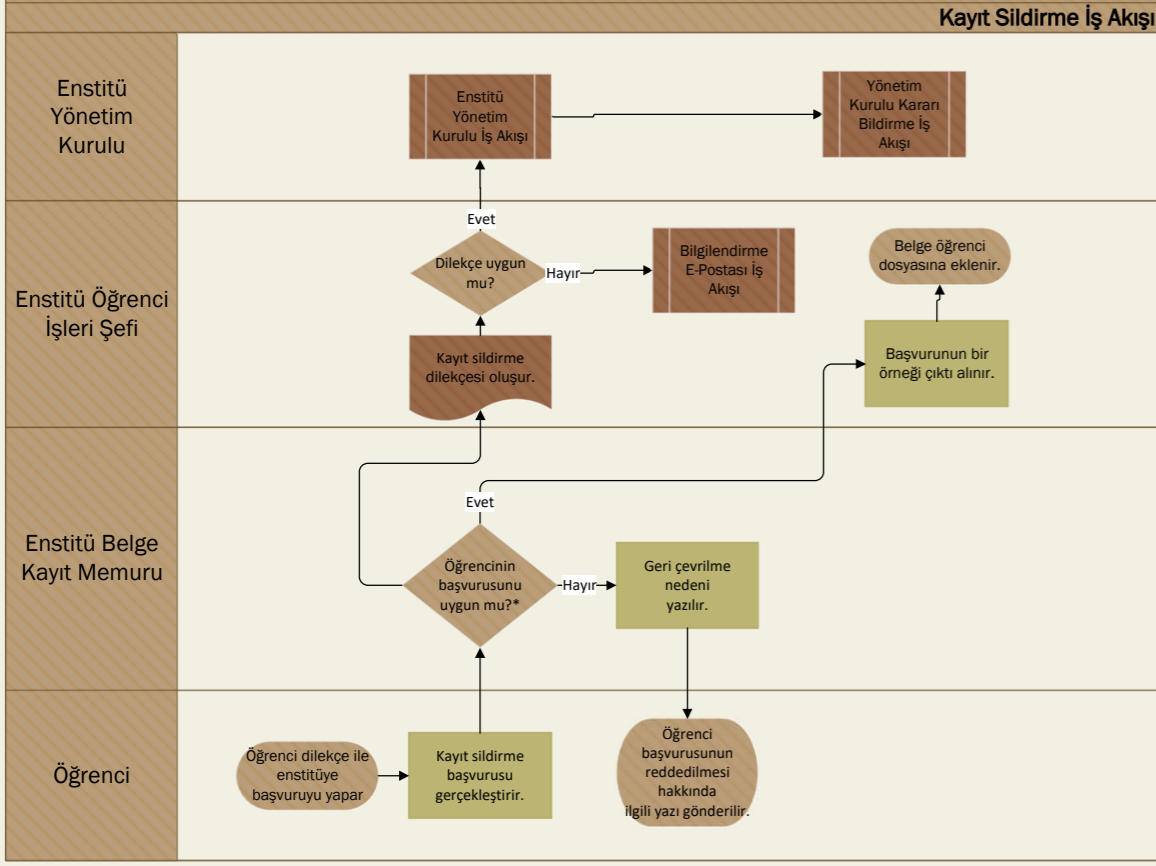 Kayıt Sildirme İş Akışı
Enstitü
Yönetim
Kurulu
Enstitü
Yönetim
Kurulu İş Akışı
Yönetim
Kurulu Kararı
Bildirme İş
Akışı
Enstitü Öğrenci
İşleri Şefi
Evet
Dilekçe uygun
mu?
Hayır
Bilgilendirme
E-Postası İş
Akışı
Belge öğrenci
dosyasına eklenir.
Kayıt sildirme
dilekçesi oluşur.
Başvurunun bir
örneği çıktı alınır.
Enstitü Belge
Kayıt Memuru
Evet
Öğrencinin
başvurusunu
uygun mu?*
Hayır
Geri çevrilme
nedeni
yazılır.
Öğrenci
Öğrenci dilekçe ile
enstitüye
başvuruyu yapar
Kayıt sildirme
başvurusu
gerçekleştirir.
Öğrenci
başvurusunun
reddedilmesi
hakkında
ilgili yazı gönderilir.